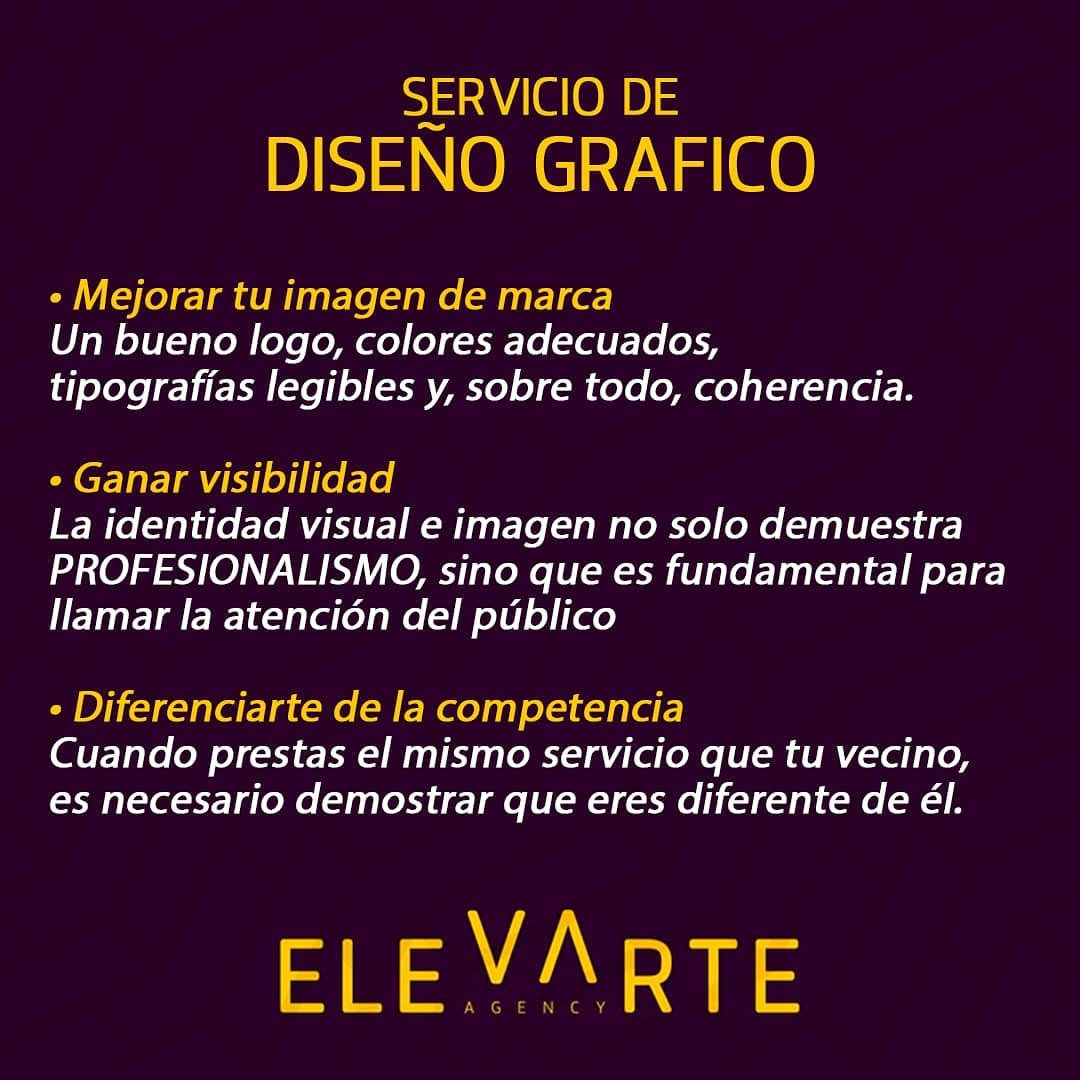 SERVICIO DE
DISEÑO GRAFICO
• Mejorar tu imagen de marca
Un bueno logo, colores adecuados,
tipografías legibles y, sobre todo, coherencia.
• Ganar visibilidad
La identidad visual e imagen no solo demuestra
PROFESIONALISMO, sino que es fundamental para
llamar la atención del público
• Diferenciarte de la competencia
Cuando prestas el mismo servicio que tu vecino,
es necesario demostrar que eres diferente de él.
ELEVARTE
AGENCY